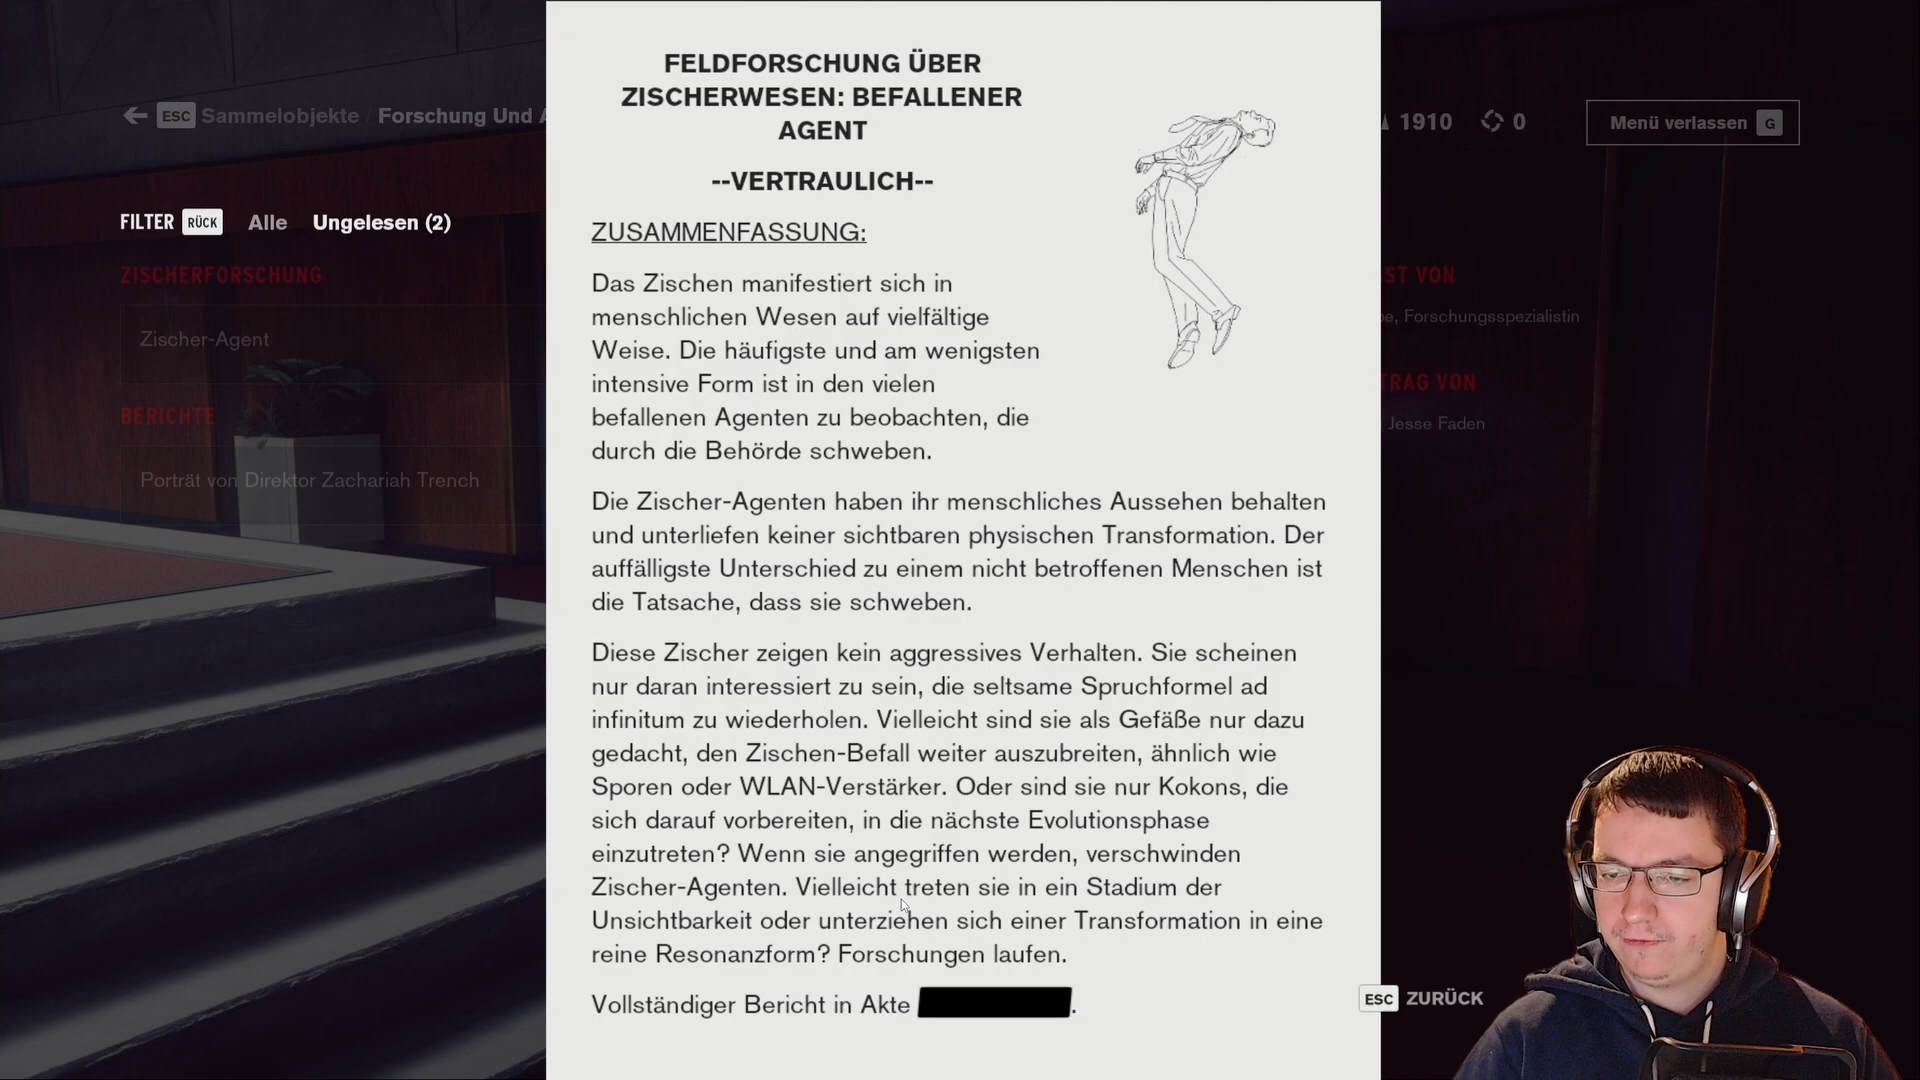 ESC Sammelobjekte / Forschung Und A
1910
0
Menü verlassen G
FILTER RÜCK Alle Ungelesen (2)
ZISCHERFORSCHUNG
Zischer-Agent
BERICHTE
Porträt von Direktor Zachariah Trench
FELDFORSCHUNG ÜBER
ZISCHERWESEN: BEFALLENER
AGENT
--VERTRAULICH--
ZUSAMMENFASSUNG:
Das Zischen manifestiert sich in
menschlichen Wesen auf vielfältige
Weise. Die häufigste und am wenigsten
intensive Form ist in den vielen
befallenen Agenten zu beobachten, die
durch die Behörde schweben.
Die Zischer-Agenten haben ihr menschliches Aussehen behalten
und unterliefen keiner sichtbaren physischen Transformation. Der
auffälligste Unterschied zu einem nicht betroffenen Menschen ist
die Tatsache, dass sie schweben.
Diese Zischer zeigen kein aggressives Verhalten. Sie scheinen
nur daran interessiert zu sein, die seltsame Spruchformel ad
infinitum zu wiederholen. Vielleicht sind sie als Gefäße nur dazu
gedacht, den Zischen-Befall weiter auszubreiten, ähnlich wie
Sporen oder WLAN-Verstärker. Oder sind sie nur Kokons, die
sich darauf vorbereiten, in die nächste Evolutionsphase
einzutreten? Wenn sie angegriffen werden, verschwinden
Zischer-Agenten. Vielleicht treten sie in ein Stadium der
Unsichtbarkeit oder unterziehen sich einer Transformation in eine
reine Resonanzform? Forschungen laufen.
Vollständiger Bericht in Akte .
ST VON
be, Forschungsspezialistin
TRAG VON
Jesse Faden
ESC ZURÜCK